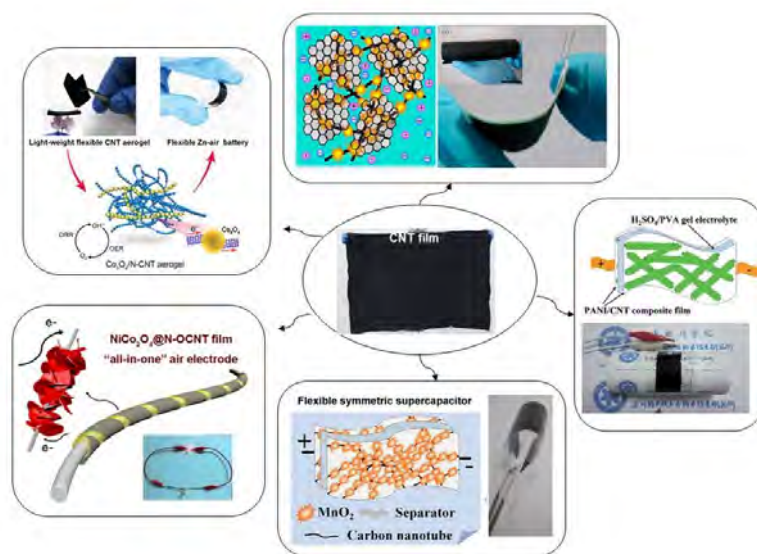 Light-weight flexible CNT aerogel
Flexible Zn-air battery
ORR
OH⁻
O₂
OER
e⁻
Co₃O₄
Co₃O₄/N-CNT aerogel
CNT film
H₂SO₄/PVA gel electrolyte
+
-
PANI/CNT composite film
e-
NiCo₂O₄@N-OCNT film
"all-in-one" air electrode
e-
Flexible symmetric supercapacitor
+
-
-
MnO₂
Separator
Carbon nanotube